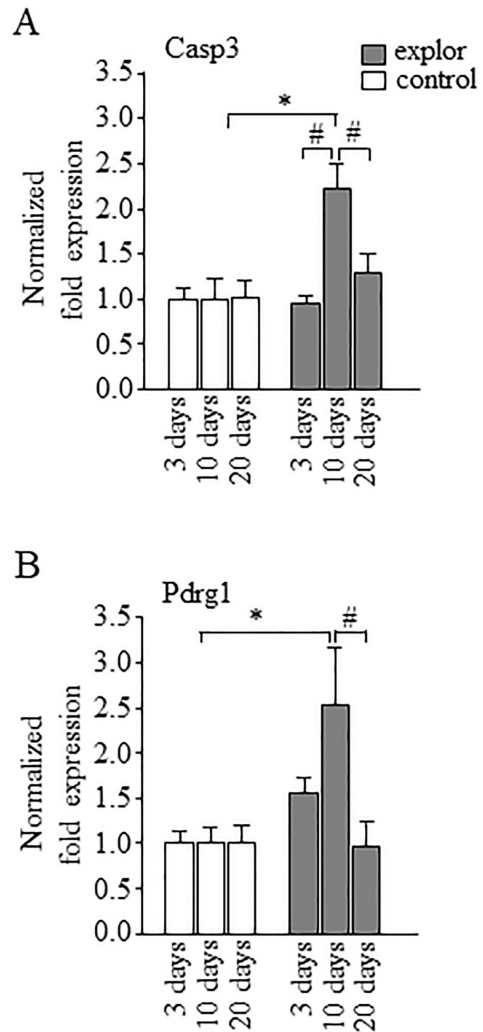 A
Casp3
explor
control
Normalized
fold expression
3.5
3.0
2.5
2.0
1.5
1.0
0.5
0.0
*
# #
3 days
10 days
20 days
3 days
10 days
20 days
B
Pdrg1
Normalized
fold expression
3.5
3.0
2.5
2.0
1.5
1.0
0.5
0.0
* #
3 days
10 days
20 days
3 days
10 days
20 days